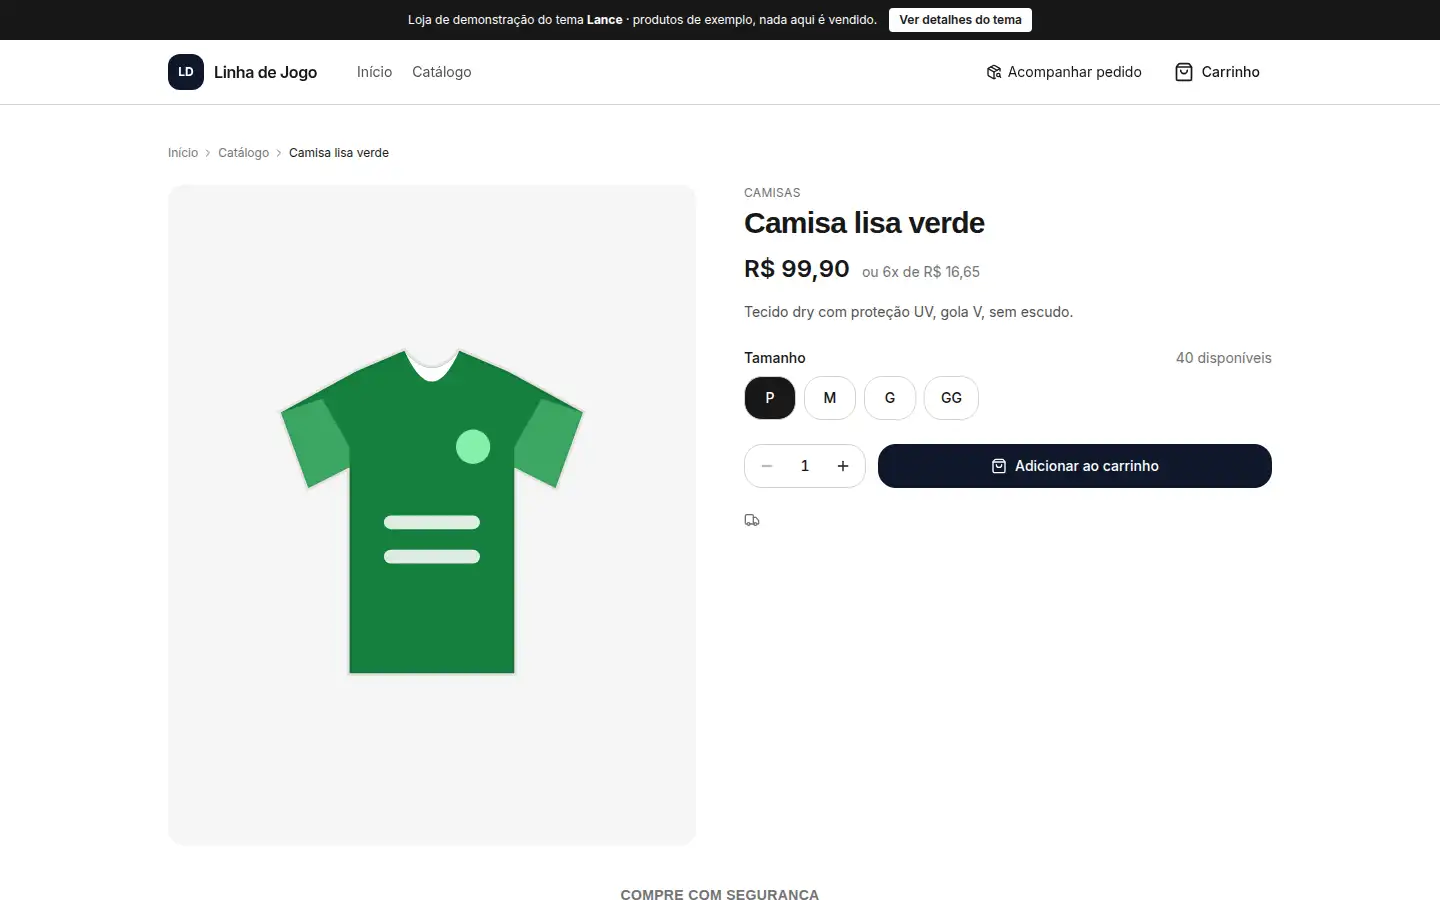 Loja de demonstração do tema Lance · produtos de exemplo, nada aqui é vendido. Ver detalhes do tema
LD Linha de Jogo Início Catálogo Acompanhar pedido Carrinho
Início > Catálogo > Camisa lisa verde
CAMISAS
Camisa lisa verde
R$ 99,90 ou 6x de R$ 16,65
Tecido dry com proteção UV, gola V, sem escudo.
Tamanho 40 disponíveis
P M G GG
− 1 + Adicionar ao carrinho
COMPRE COM SEGURANÇA